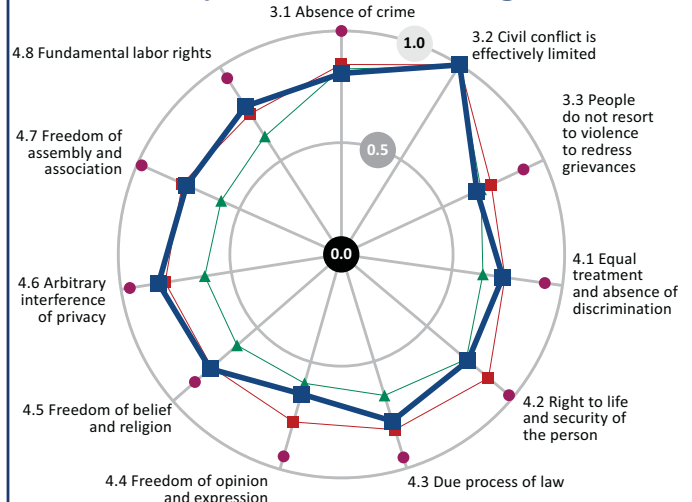 3.1 Absence of crime
1.0
3.2 Civil conflict is
effectively limited
4.8 Fundamental labor rights
3.3 People
do not resort
to violence
to redress
grievances
0.5
4.7 Freedom of
assembly and
association
0.0
4.1 Equal
treatment
and absence of
discrimination
4.6 Arbitrary
interference
of privacy
4.2 Right to life
and security of
the person
4.5 Freedom of belief
and religion
4.3 Due process of law
4.4 Freedom of opinion
and expression